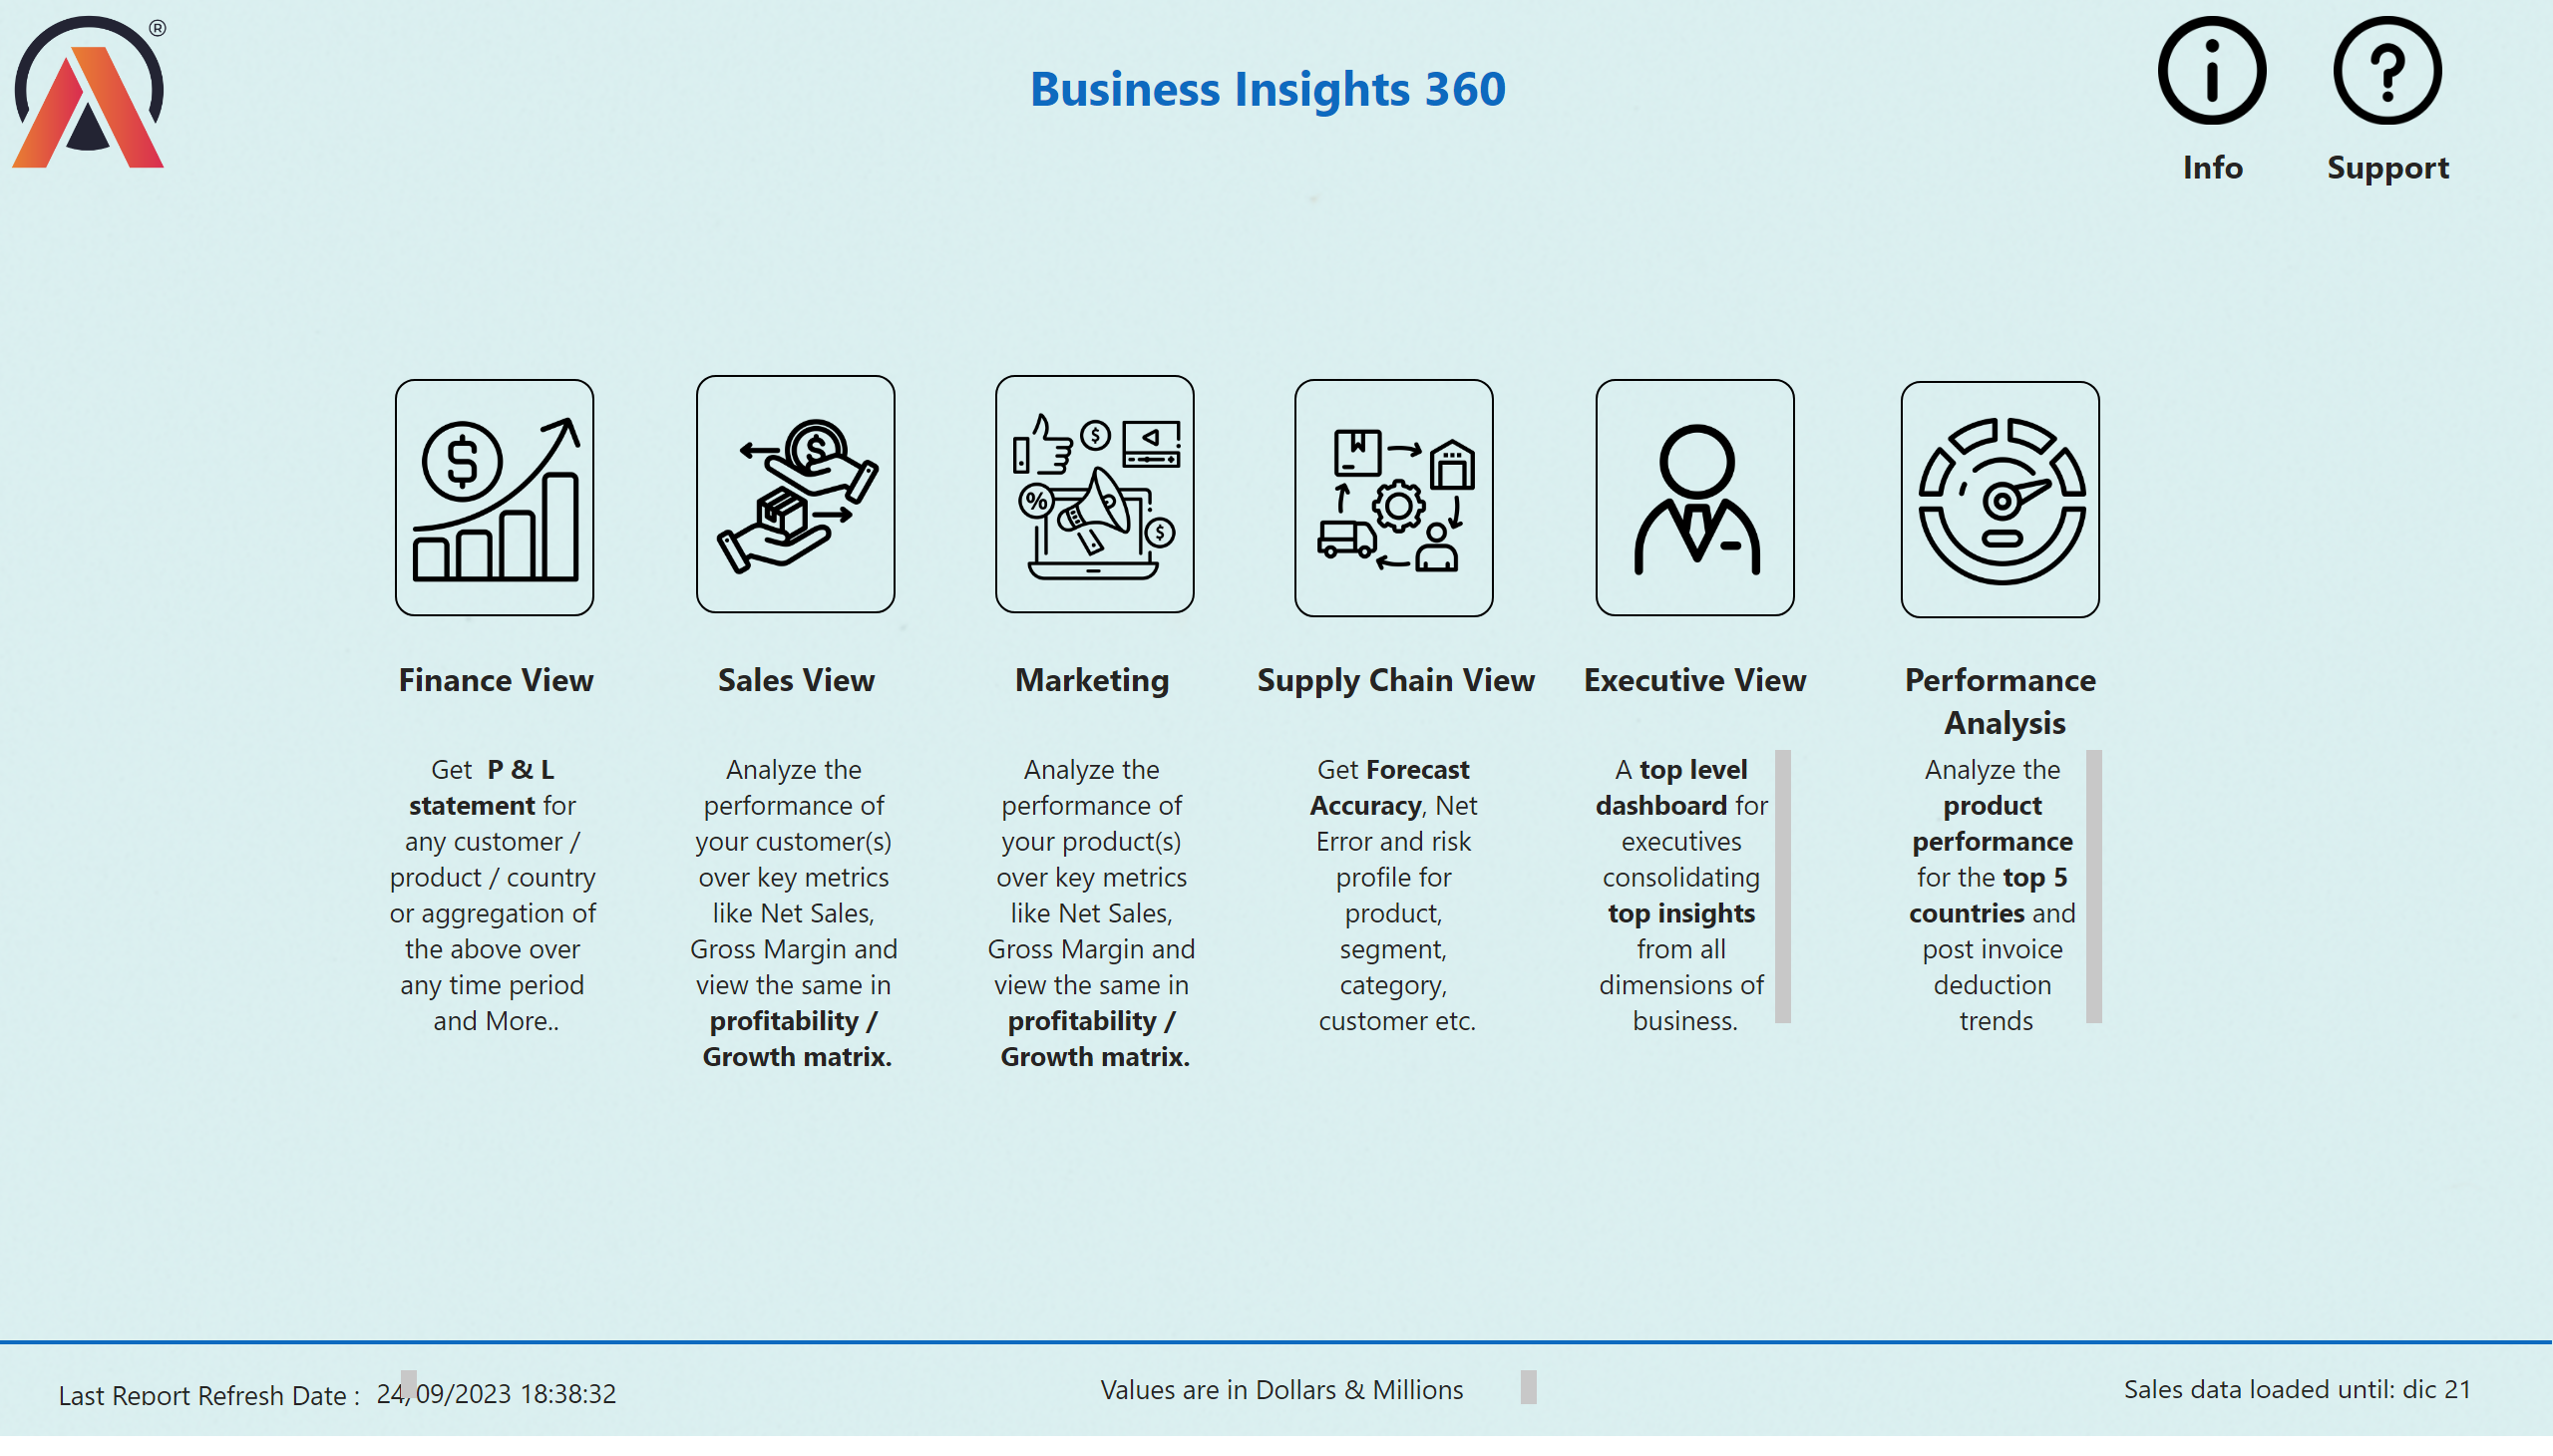 ®
Business Insights 360
Info
Support
Finance View
Get P & L
statement for
any customer /
product / country
or aggregation of
the above over
any time period
and More..
Sales View
Analyze the
performance of
your customer(s)
over key metrics
like Net Sales,
Gross Margin and
view the same in
profitability /
Growth matrix.
Marketing
Analyze the
performance of
your product(s)
over key metrics
like Net Sales,
Gross Margin and
view the same in
profitability /
Growth matrix.
Supply Chain View
Get Forecast
Accuracy, Net
Error and risk
profile for
product,
segment,
category,
customer etc.
Executive View
A top level
dashboard for
executives
consolidating
top insights
from all
dimensions of
business.
Performance
Analysis
Analyze the
product
performance
for the top 5
countries and
post invoice
deduction
trends
Last Report Refresh Date : 24/09/2023 18:38:32
Values are in Dollars & Millions
Sales data loaded until: dic 21